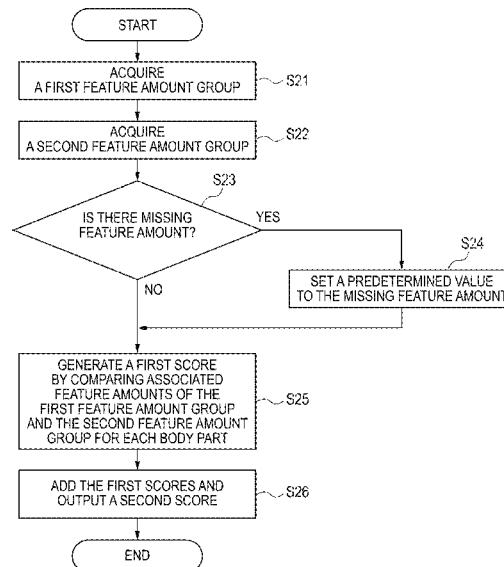 START
ACQUIRE
A FIRST FEATURE AMOUNT GROUP
S21
ACQUIRE
A SECOND FEATURE AMOUNT GROUP
S22
S23
IS THERE MISSING
FEATURE AMOUNT?
YES
S24
SET A PREDETERMINED VALUE
TO THE MISSING FEATURE AMOUNT
NO
GENERATE A FIRST SCORE
BY COMPARING ASSOCIATED
FEATURE AMOUNTS OF THE
FIRST FEATURE AMOUNT GROUP
AND THE SECOND FEATURE AMOUNT
GROUP FOR EACH BODY PART
S25
ADD THE FIRST SCORES AND
OUTPUT A SECOND SCORE
S26
END